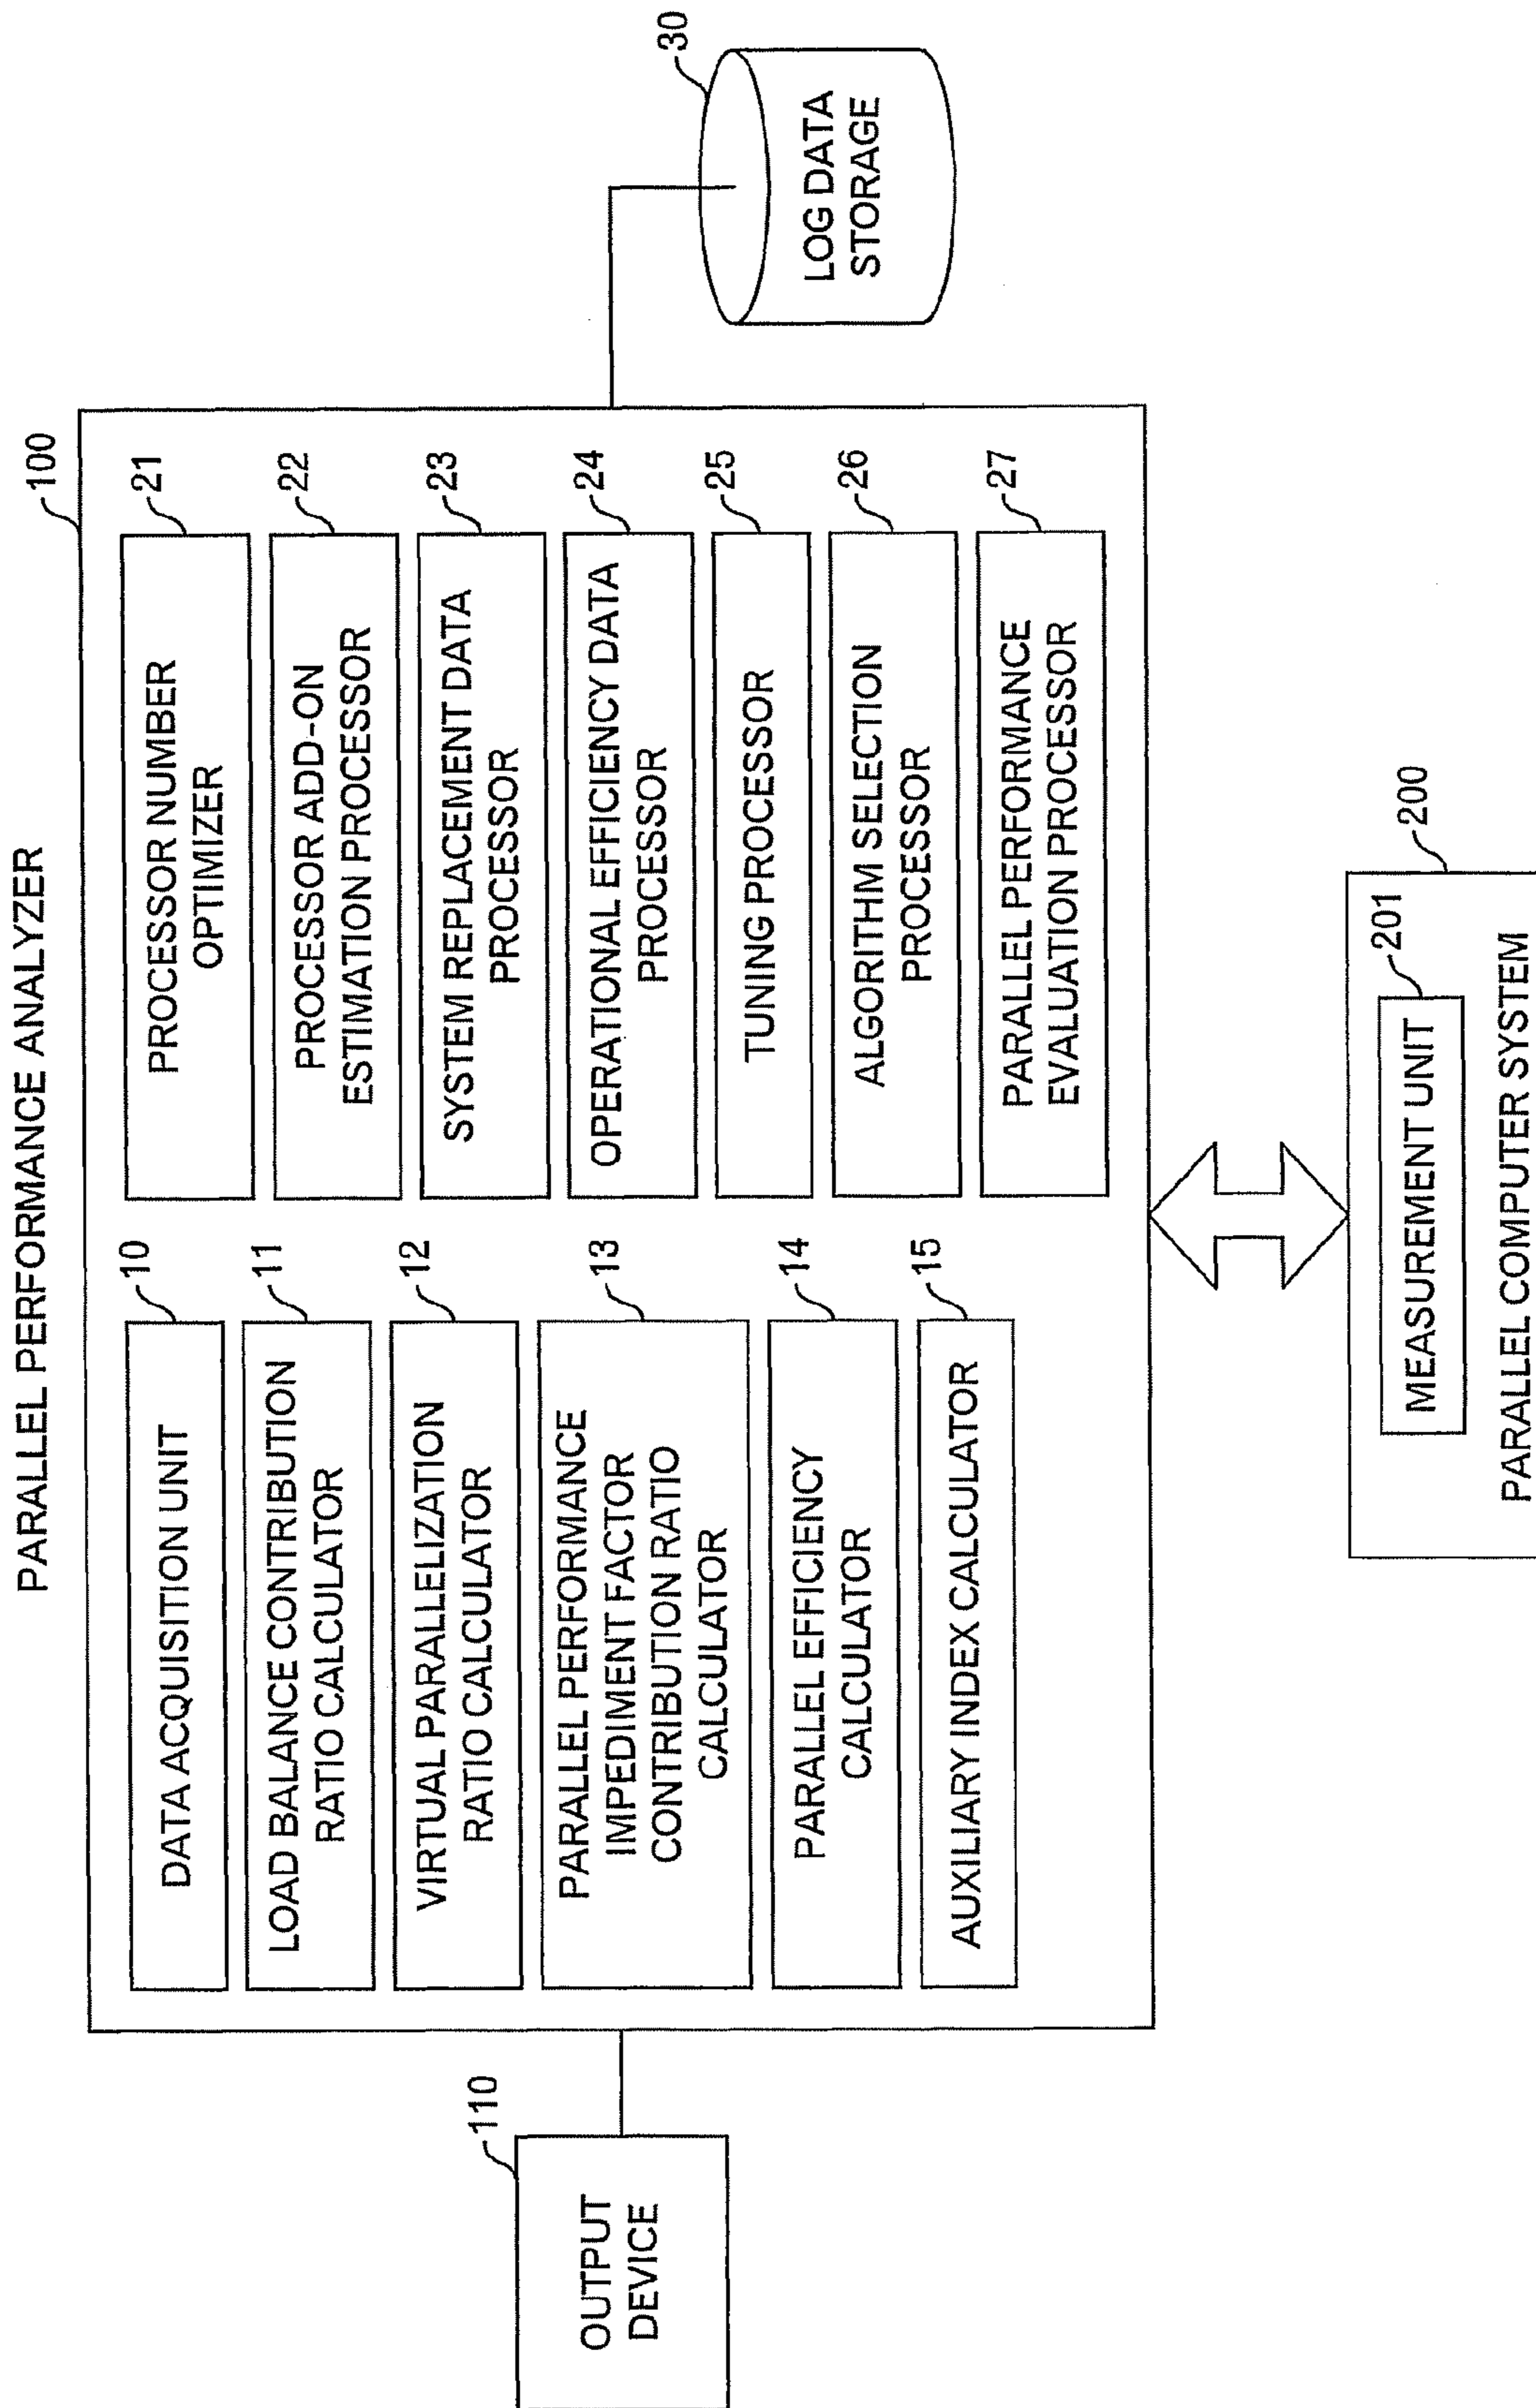 PARALLEL PERFORMANCE ANALYZER
100
DATA ACQUISITION UNIT
10
LOAD BALANCE CONTRIBUTION
RATIO CALCULATOR
11
VIRTUAL PARALLELIZATION
RATIO CALCULATOR
12
PARALLEL PERFORMANCE
IMPEDIMENT FACTOR
CONTRIBUTION RATIO
CALCULATOR
13
PARALLEL EFFICIENCY
CALCULATOR
14
AUXILIARY INDEX CALCULATOR
15
PROCESSOR NUMBER
OPTIMIZER
21
PROCESSOR ADD-ON
ESTIMATION PROCESSOR
22
SYSTEM REPLACEMENT DATA
PROCESSOR
23
OPERATIONAL EFFICIENCY DATA
PROCESSOR
24
TUNING PROCESSOR
25
ALGORITHM SELECTION
PROCESSOR
26
PARALLEL PERFORMANCE
EVALUATION PROCESSOR
27
110
OUTPUT
DEVICE
30
LOG DATA
STORAGE
200
201
MEASUREMENT UNIT
PARALLEL COMPUTER SYSTEM